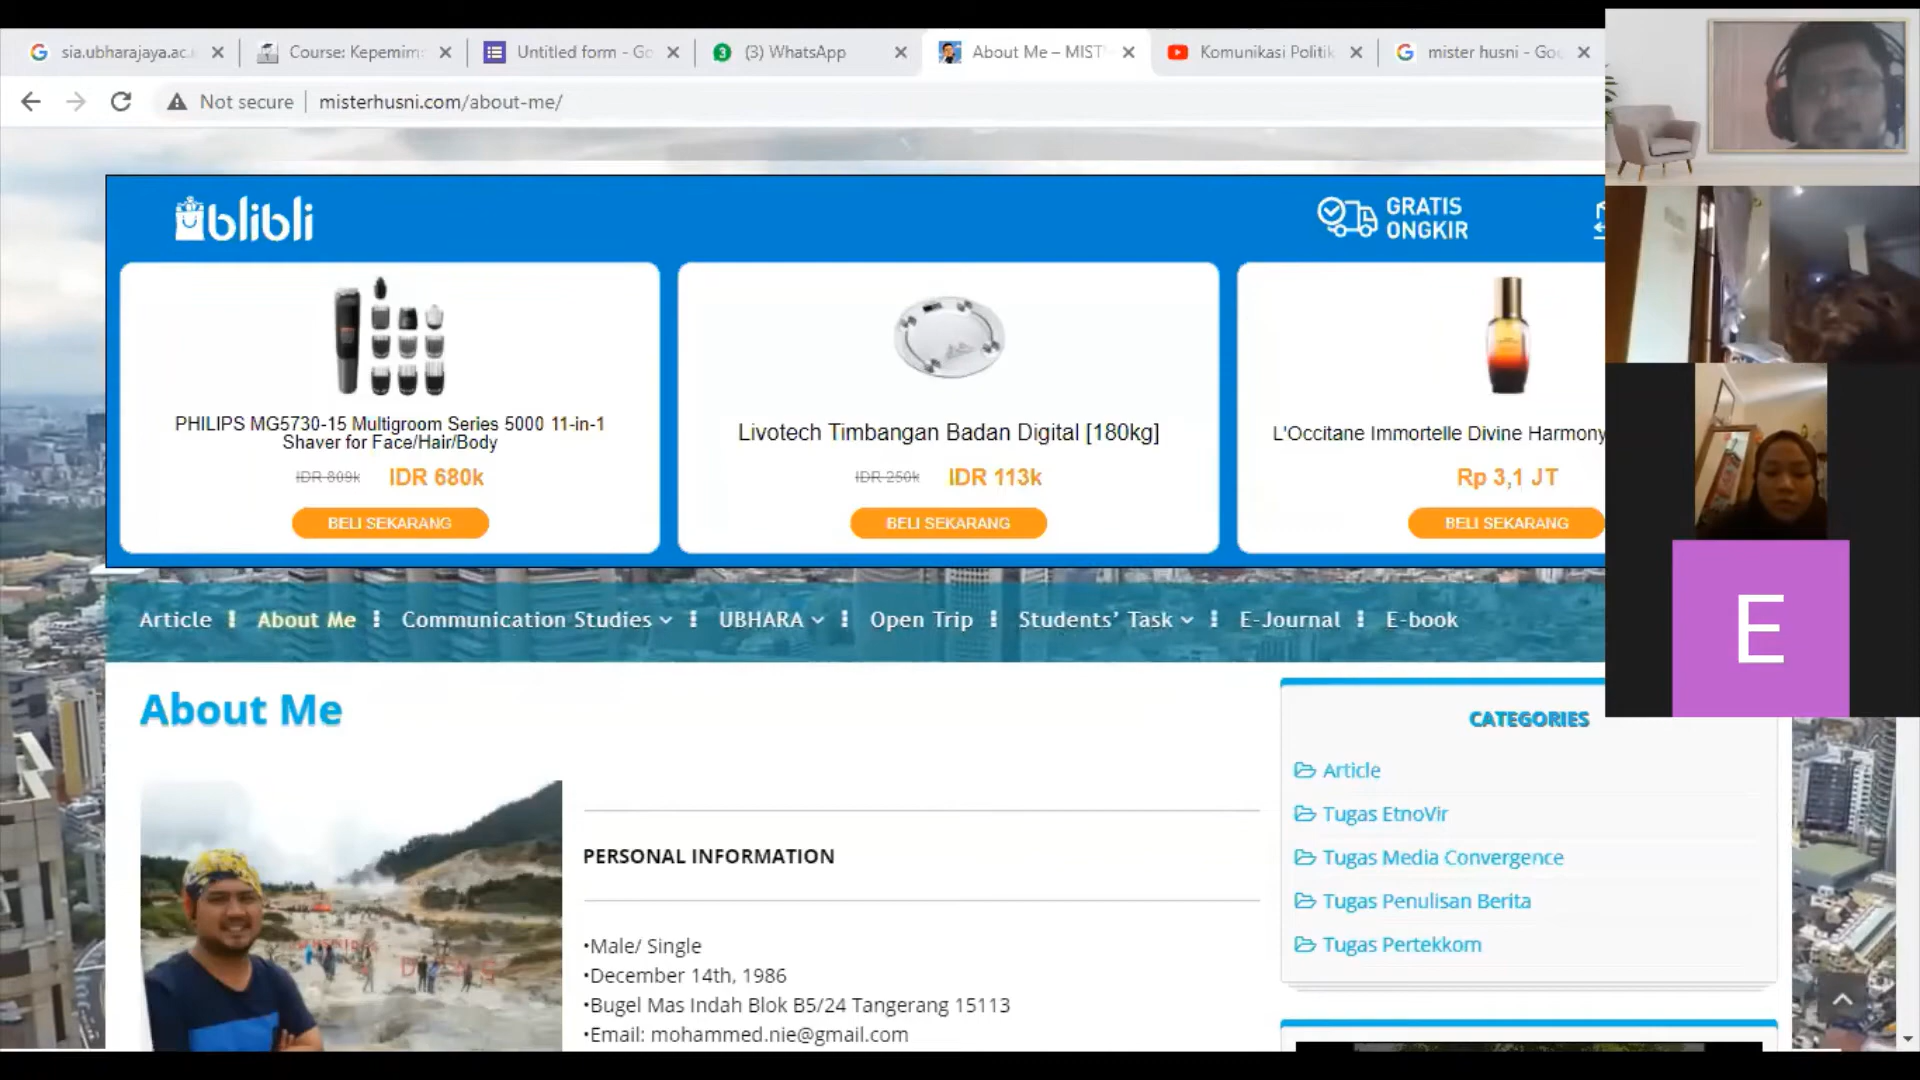 sia.ubharajaya.ac.i
Course: Kepemim
Untitled form - Go
3
(3) WhatsApp
About Me – MIST
Komunikasi Politik
mister husni - Goo
Not secure
misterhusni.com/about-me/
blibli
GRATIS
ONGKIR
PHILIPS MG5730-15 Multigroom Series 5000 11-in-1
Shaver for Face/Hair/Body
IDR 809k IDR 680k
BELI SEKARANG
Livotech Timbangan Badan Digital [180kg]
IDR 250k IDR 113k
BELI SEKARANG
L'Occitane Immortelle Divine Harmony
Rp 3,1 JT
BELI SEKARANG
E
Article
About Me
Communication Studies
UBHARA
Open Trip
Students’ Task
E-Journal
E-book
About Me
PERSONAL INFORMATION
•Male/ Single
•December 14th, 1986
•Bugel Mas Indah Blok B5/24 Tangerang 15113
•Email: mohammed.nie@gmail.com
CATEGORIES
Article
Tugas EtnoVir
Tugas Media Convergence
Tugas Penulisan Berita
Tugas Pertekkom